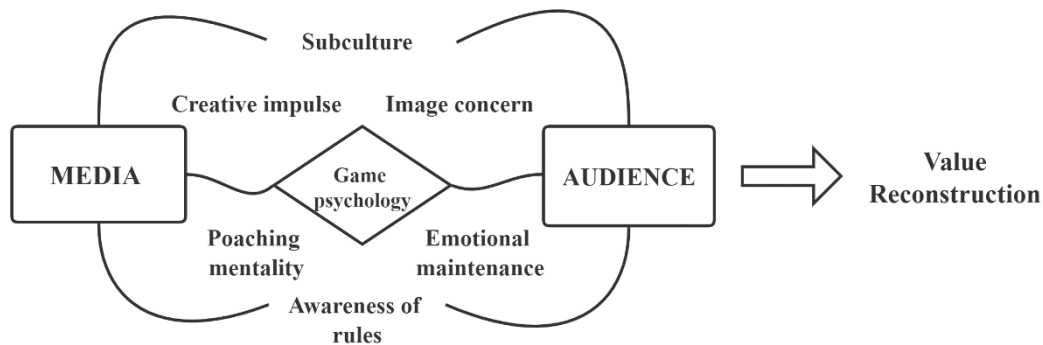 Subculture
Creative impulse
Image concern
MEDIA
Game
psychology
AUDIENCE
Value
Reconstruction
Poaching
mentality
Emotional
maintenance
Awareness of
rules